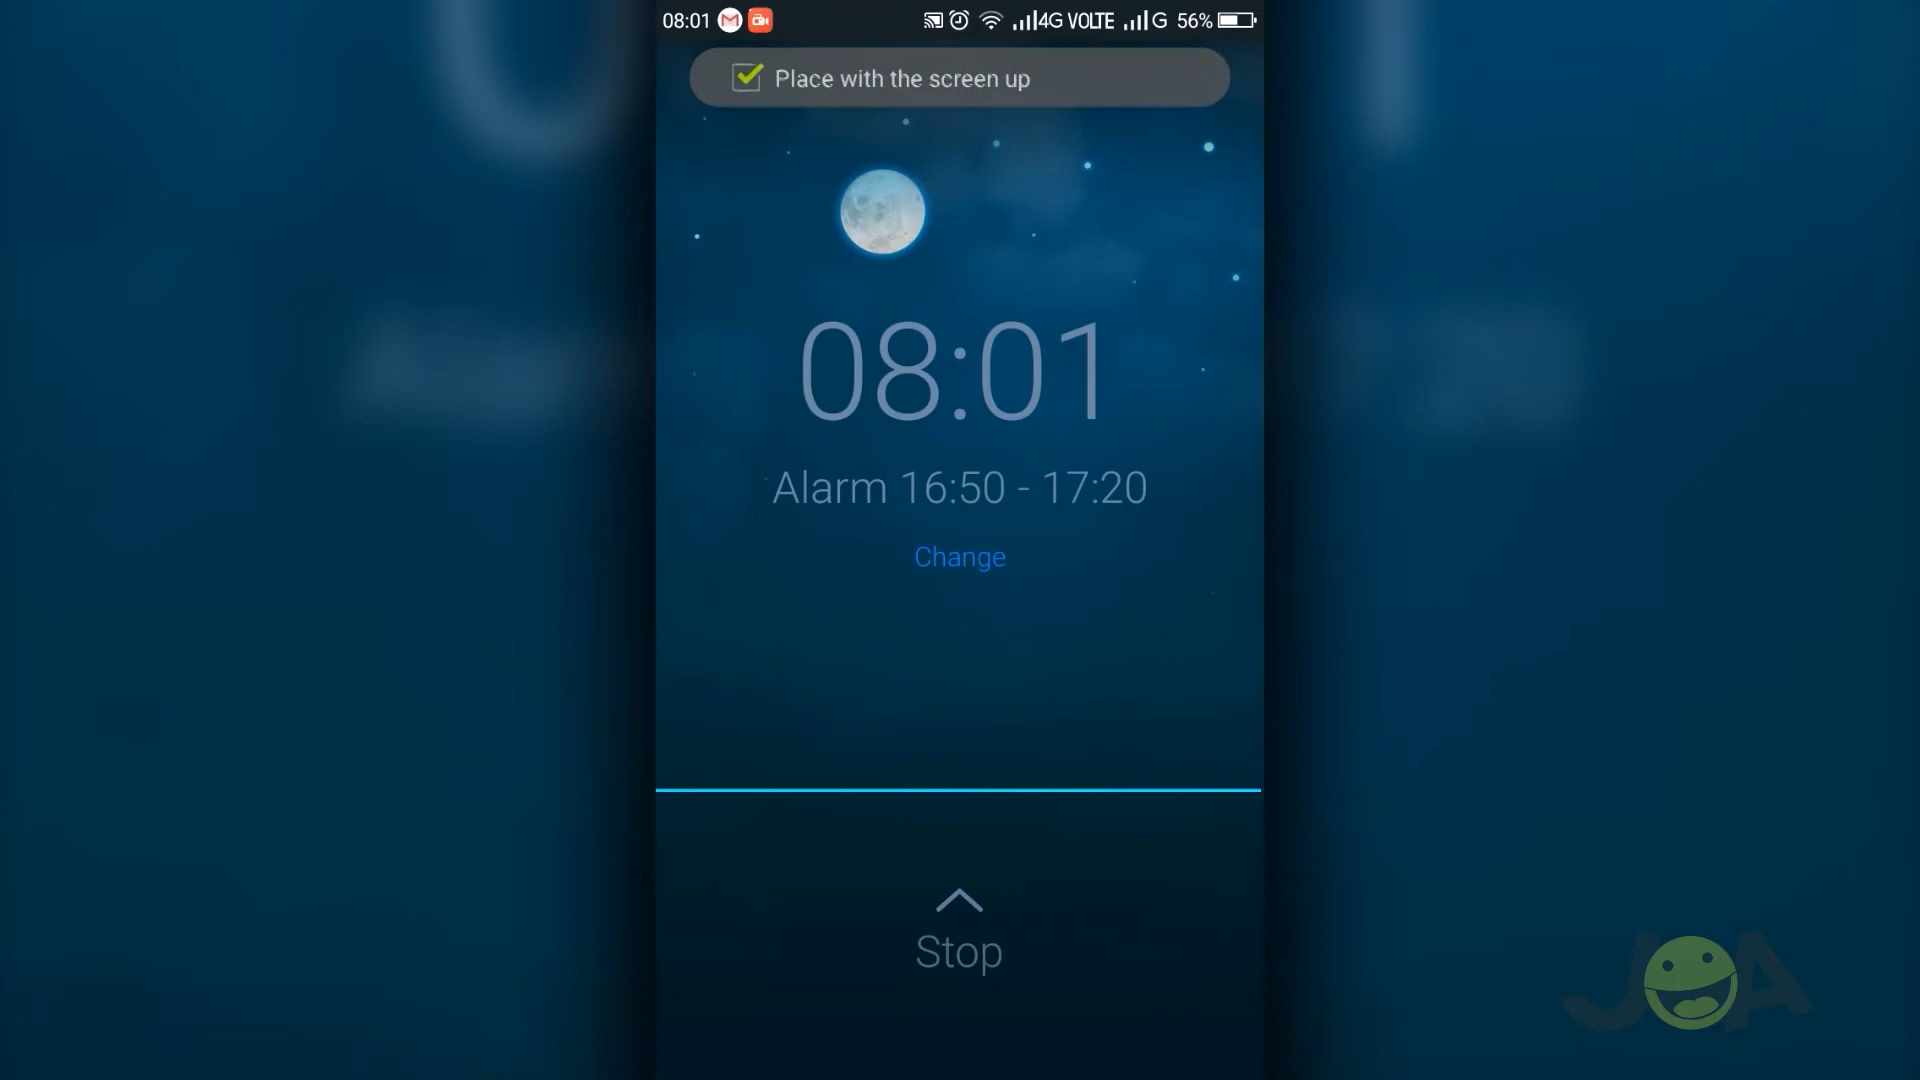 08:01 4G VOLTE G 56%
Place with the screen up
08:01
Alarm 16:50 - 17:20
Change
Stop
JOA